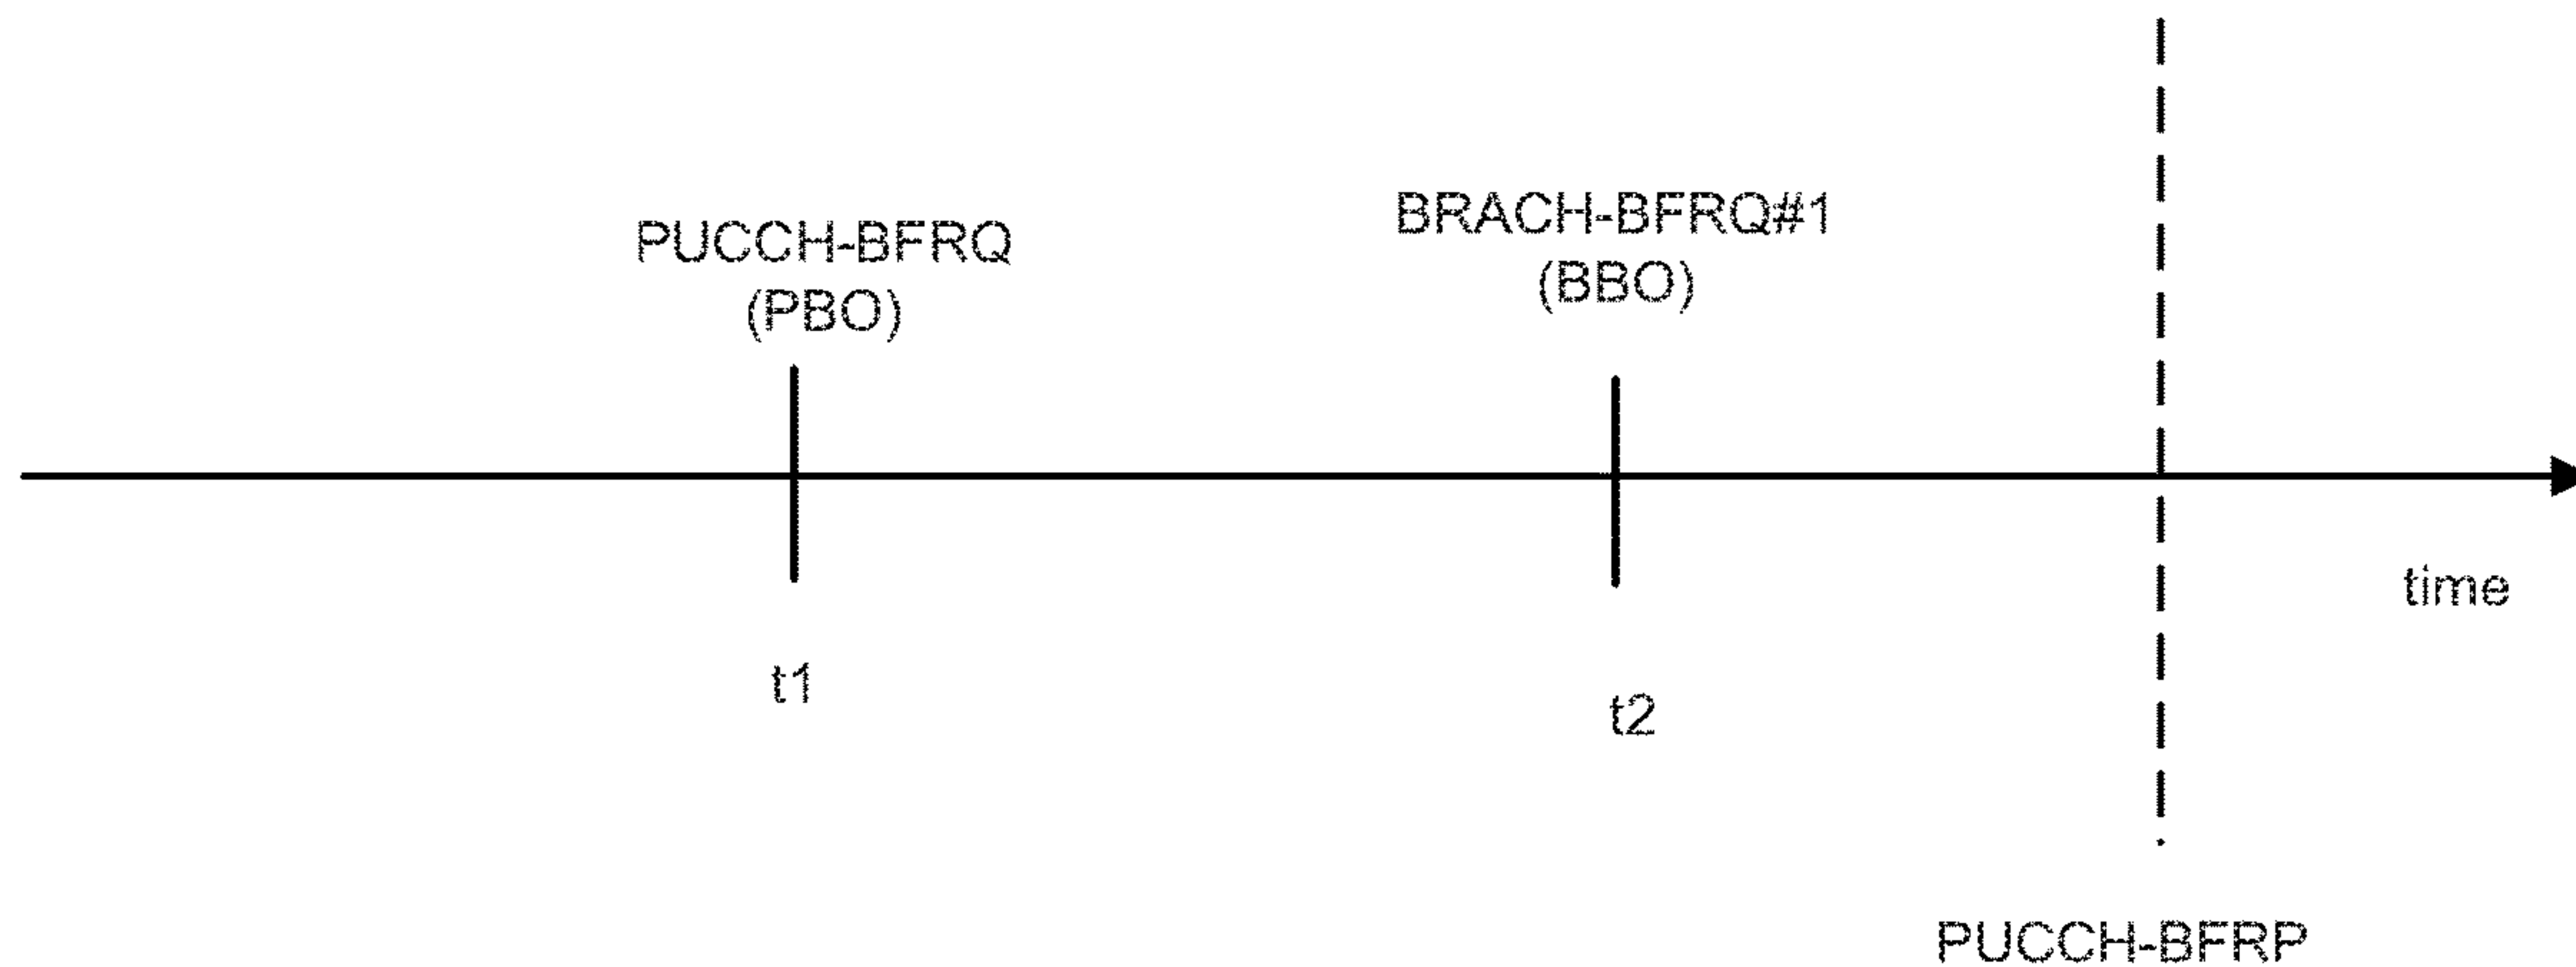 PUCCH-BFRQ
(PBO)
BRACH-BFRQ#1
(BBO)
time
t1
t2
PUCCH-BFRP